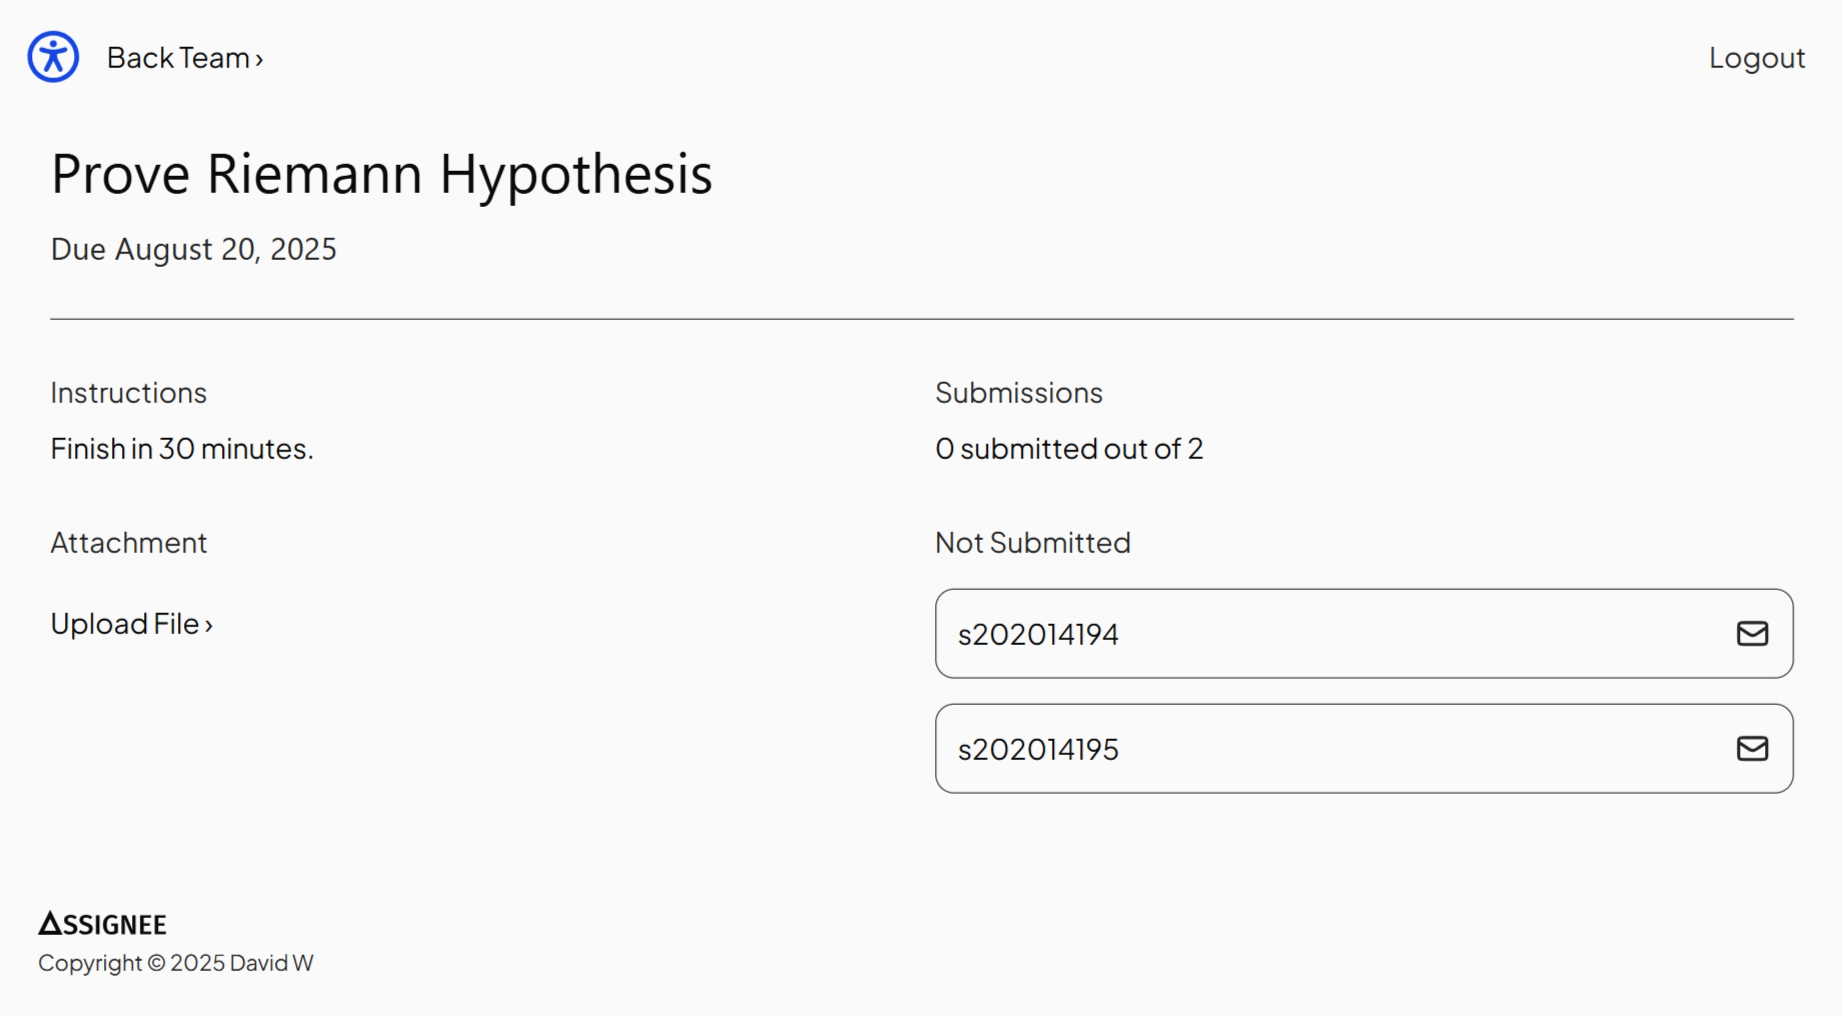 Back Team ›
Logout
Prove Riemann Hypothesis
Due August 20, 2025
Instructions
Finish in 30 minutes.
Attachment
Upload File ›
Submissions
0 submitted out of 2
Not Submitted
s202014194
s202014195
ASSIGNEE
Copyright © 2025 David W